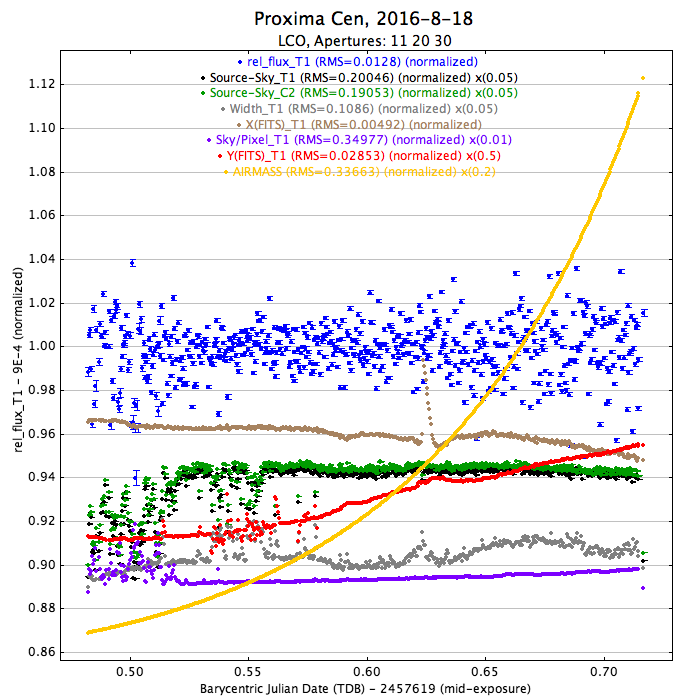 Proxima Cen, 2016-8-18
LCO, Apertures: 11 20 30
rel_flux_T1 (RMS=0.0128) (normalized)
Source-Sky_T1 (RMS=0.20046) (normalized) x(0.05)
Source-Sky_C2 (RMS=0.19053) (normalized) x(0.05)
Width_T1 (RMS=0.1086) (normalized) x(0.05)
X(FITS)_T1 (RMS=0.00492) (normalized)
Sky/Pixel_T1 (RMS=0.34977) (normalized) x(0.01)
Y(FITS)_T1 (RMS=0.02853) (normalized) x(0.5)
AIRMASS (RMS=0.33663) (normalized) x(0.2)
rel_flux_T1 - 9E-4 (normalized)
1.12
1.10
1.08
1.06
1.04
1.02
1.00
0.98
0.96
0.94
0.92
0.90
0.88
0.86
0.50
0.55
0.60
0.65
0.70
Barycentric Julian Date (TDB) - 2457619 (mid-exposure)